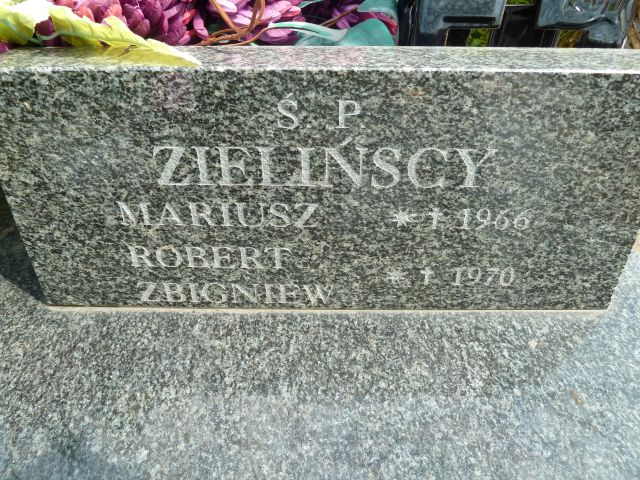 Ś P
ZIELIŃSCY
MARIUSZ * † 1966
ROBERT
ZBIGNIEW * † 1970